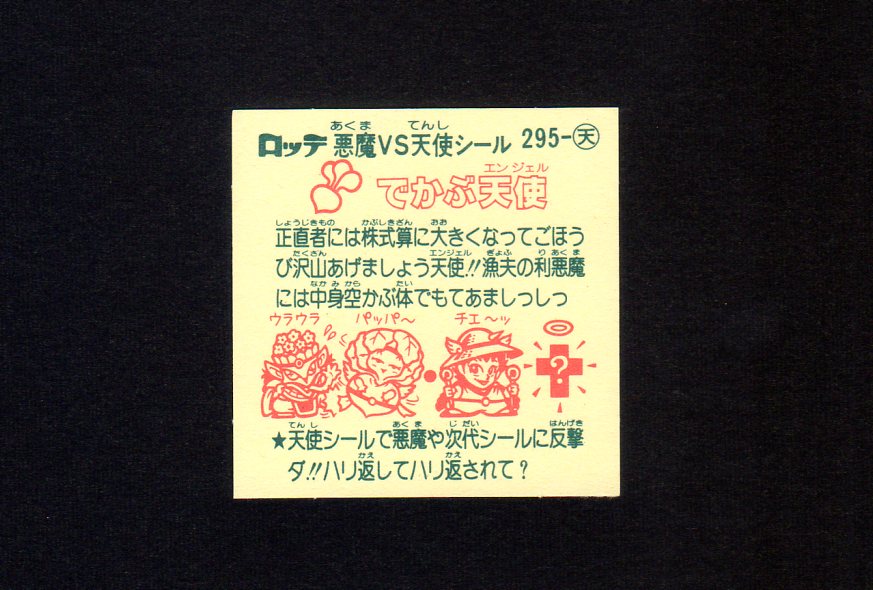 ロッテ 悪魔VS天使シール 295-天
あくま てんし
エンジェル
でかぶ天使
しょうじきもの かぶしきざん おお
正直者には株式算に大きくなってごほう
たくさん エンジェル ぎょふ り あくま
び沢山あげましょう天使!!漁夫の利悪魔
なかみから たい
には中身空かぶ体でもてあましっしっ
ウラウラ パッパ〜 チエ〜ッ
?
てんし あくま じだい はんげき
★天使シールで悪魔や次代シールに反撃
かえ かえ
ダ!!ハリ返してハリ返されて?